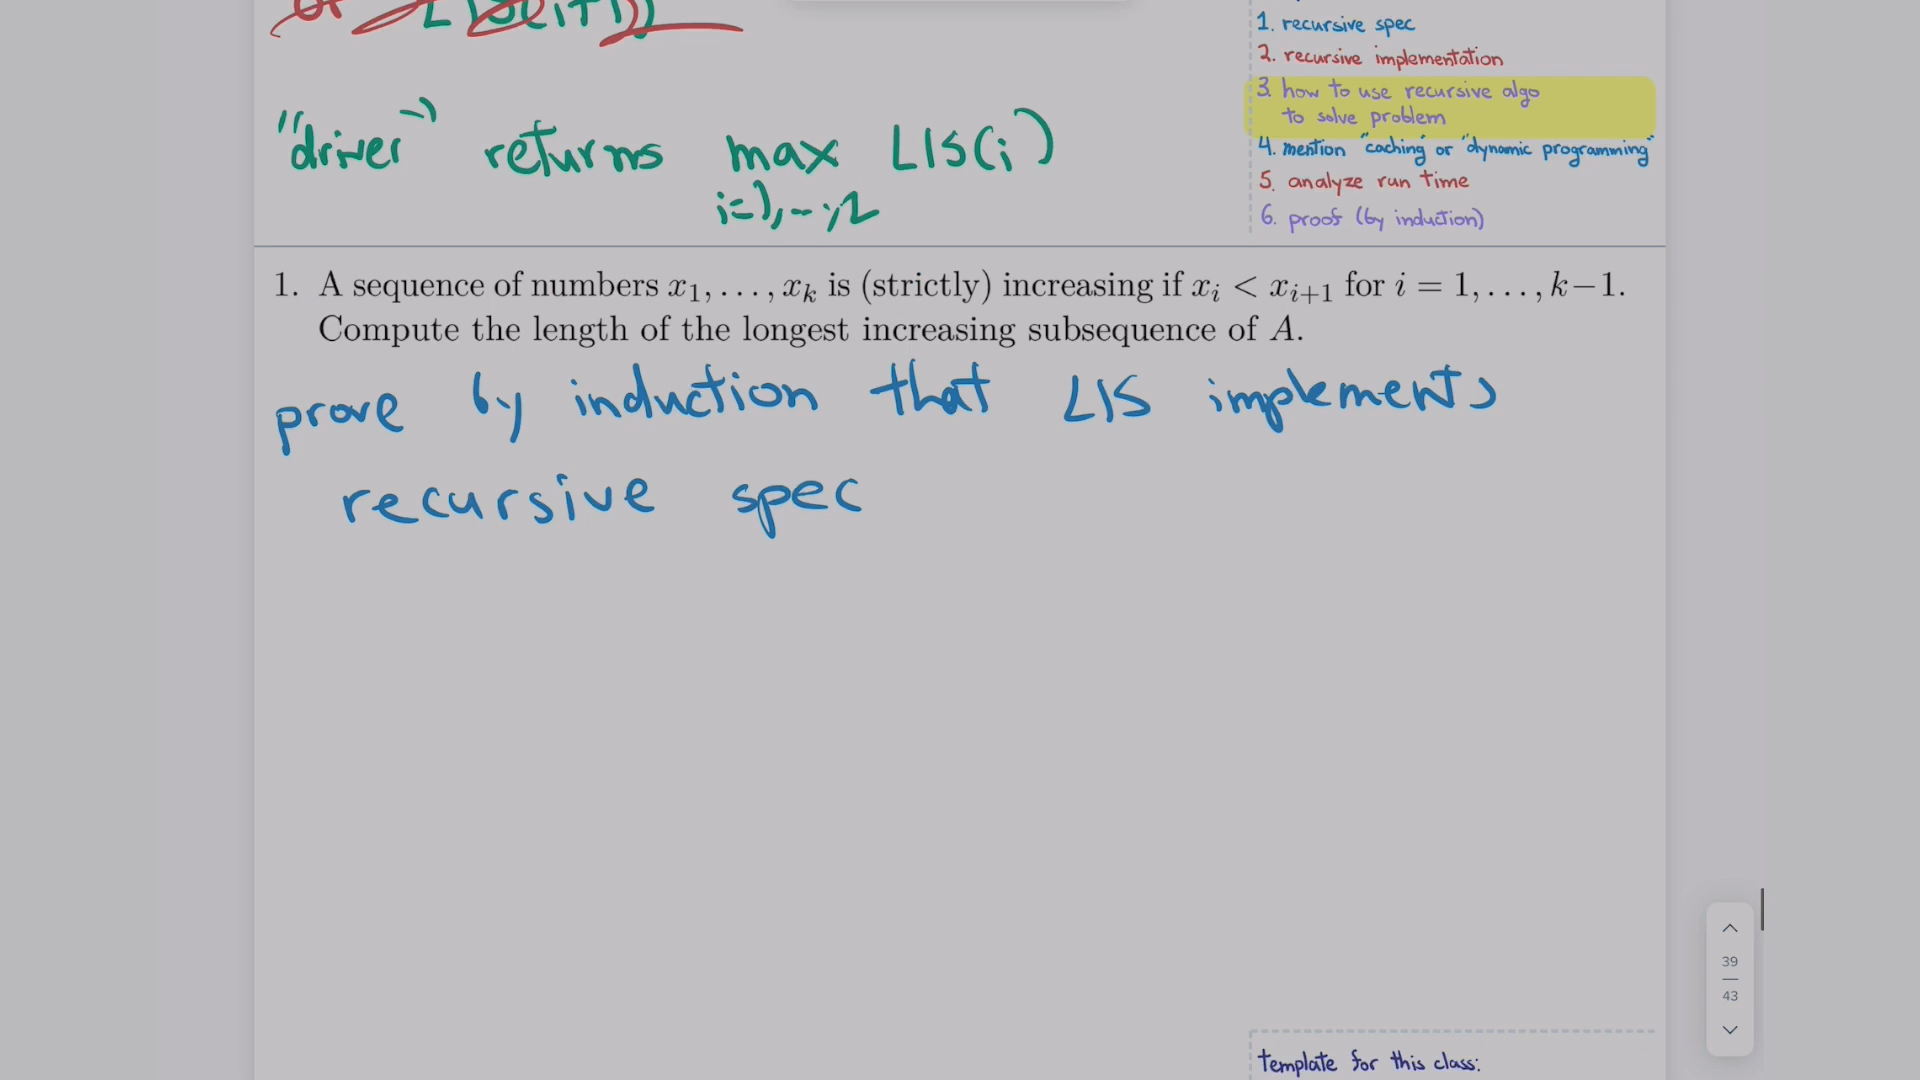 1. recursive spec
2. recursive implementation
3. how to use recursive algo
to solve problem
4. mention "caching" or "dynamic programming"
5. analyze run time
6. proof (by induction)
"driver" returns max LIS(i)
1. A sequence of numbers x₁, . . . , xₖ is (strictly) increasing if xᵢ < xᵢ₊₁ for i = 1, . . . , k−1.
Compute the length of the longest increasing subsequence of A.
prove by induction that LIS implements
recursive spec
39
43
template for this class: